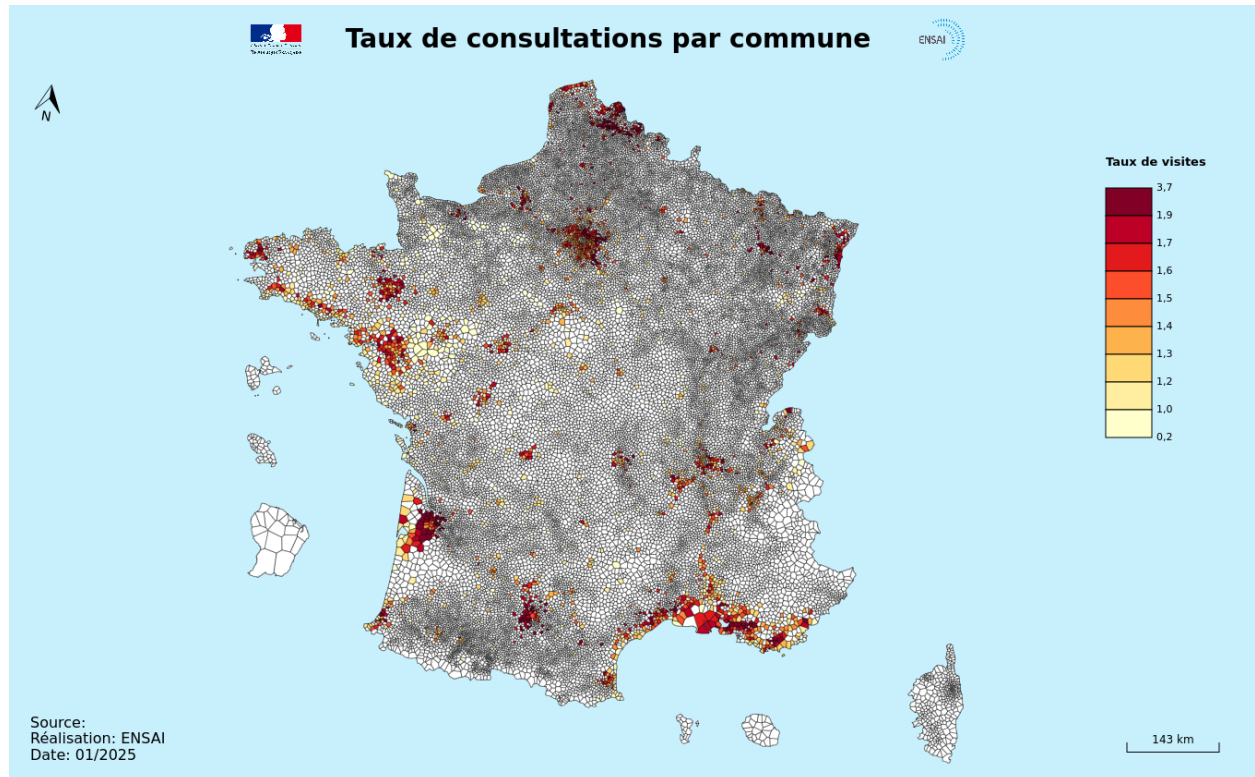 Taux de consultations par commune
ENSAI
N
Taux de visites
3,7
1,9
1,7
1,6
1,5
1,4
1,3
1,2
1,0
0,2
Source:
Réalisation: ENSAI
Date: 01/2025
143 km